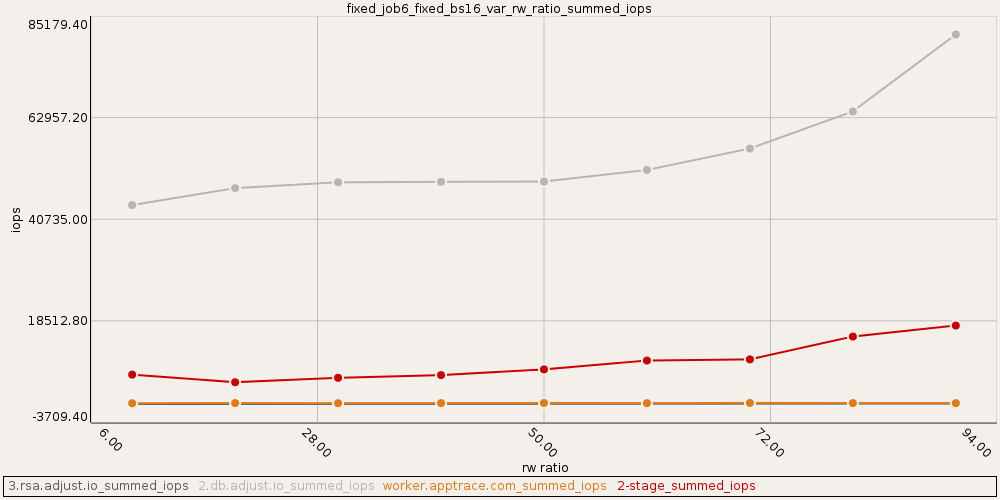 fixed_job6_fixed_bs16_var_rw_ratio_summed_iops
85179.40
62957.20
40735.00
18512.80
-3709.40
iops
6.00
28.00
50.00
72.00
94.00
rw ratio
3.rsa.adjust.io_summed_iops 2.db.adjust.io_summed_iops worker.apptrace.com_summed_iops 2-stage_summed_iops